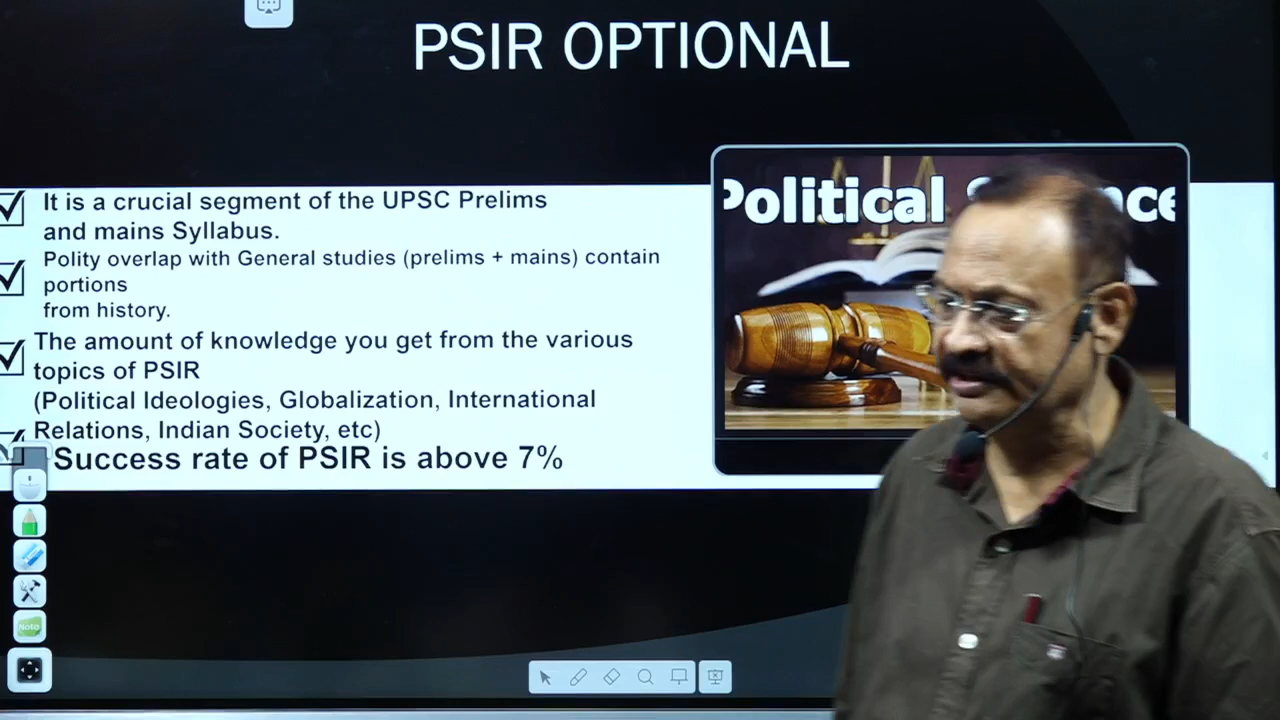 PSIR OPTIONAL
Political
It is a crucial segment of the UPSC Prelims
and mains Syllabus.
Polity overlap with General studies (prelims + mains) contain
portions
from history.
The amount of knowledge you get from the various
topics of PSIR
(Political Ideologies, Globalization, International
Relations, Indian Society, etc)
Success rate of PSIR is above 7%
Note